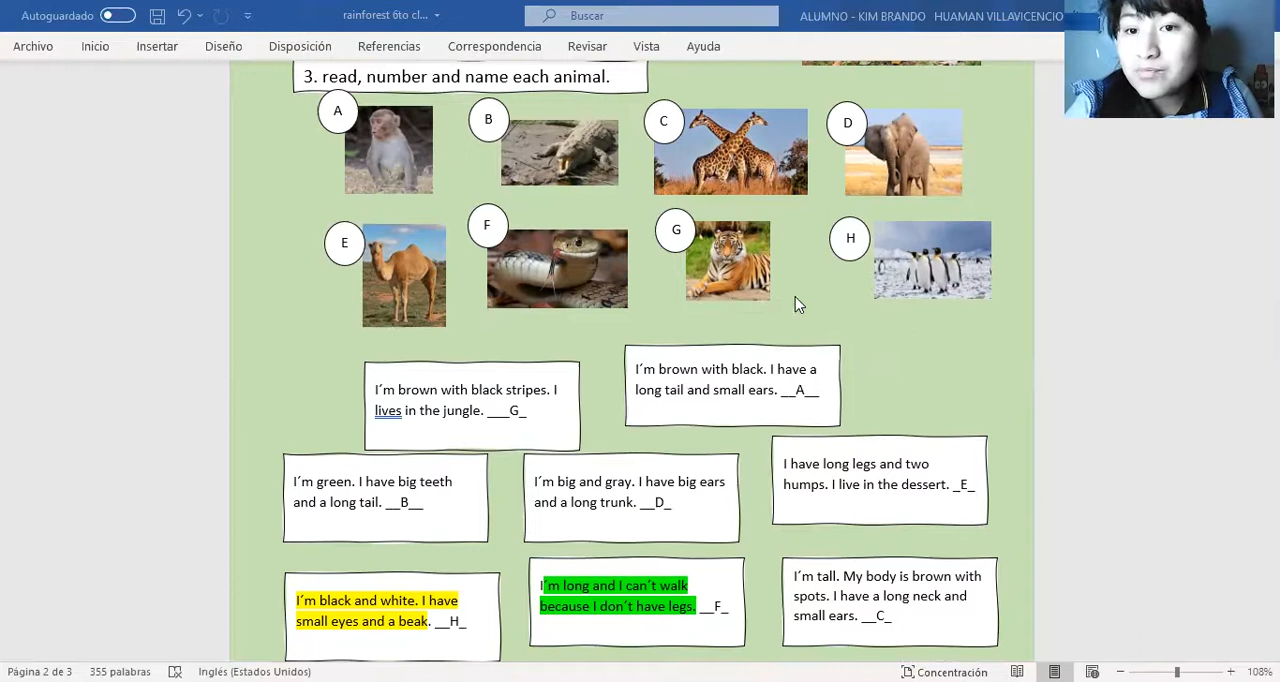 Autoguardado
rainforest 6to cl...
Buscar
ALUMNO - KIM BRANDO HUAMAN VILLAVICENCIO
Archivo Inicio Insertar Diseño Disposición Referencias Correspondencia Revisar Vista Ayuda
3. read, number and name each animal.
A
B
C
D
E
F
G
H
I´m brown with black stripes. I
lives in the jungle. ___G_
I´m brown with black. I have a
long tail and small ears. __A__
I´m green. I have big teeth
and a long tail. __B__
I´m big and gray. I have big ears
and a long trunk. __D_
I have long legs and two
humps. I live in the dessert. _E_
I´m black and white. I have
small eyes and a beak. __H_
I´m long and I can´t walk
because I don´t have legs. __F_
I´m tall. My body is brown with
spots. I have a long neck and
small ears. __C_
Página 2 de 3 355 palabras Inglés (Estados Unidos) Concentración 108%